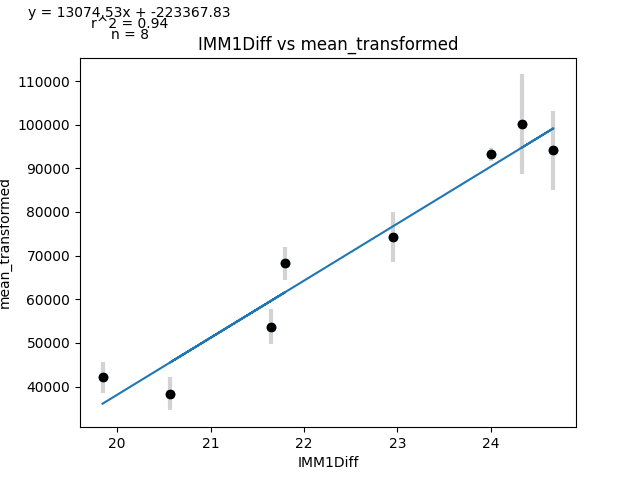 y = 13074.53x + -223367.83
r^2 = 0.94
n = 8
IMM1Diff vs mean_transformed
110000
100000
90000
80000
70000
60000
50000
40000
mean_transformed
20 21 22 23 24
IMM1Diff